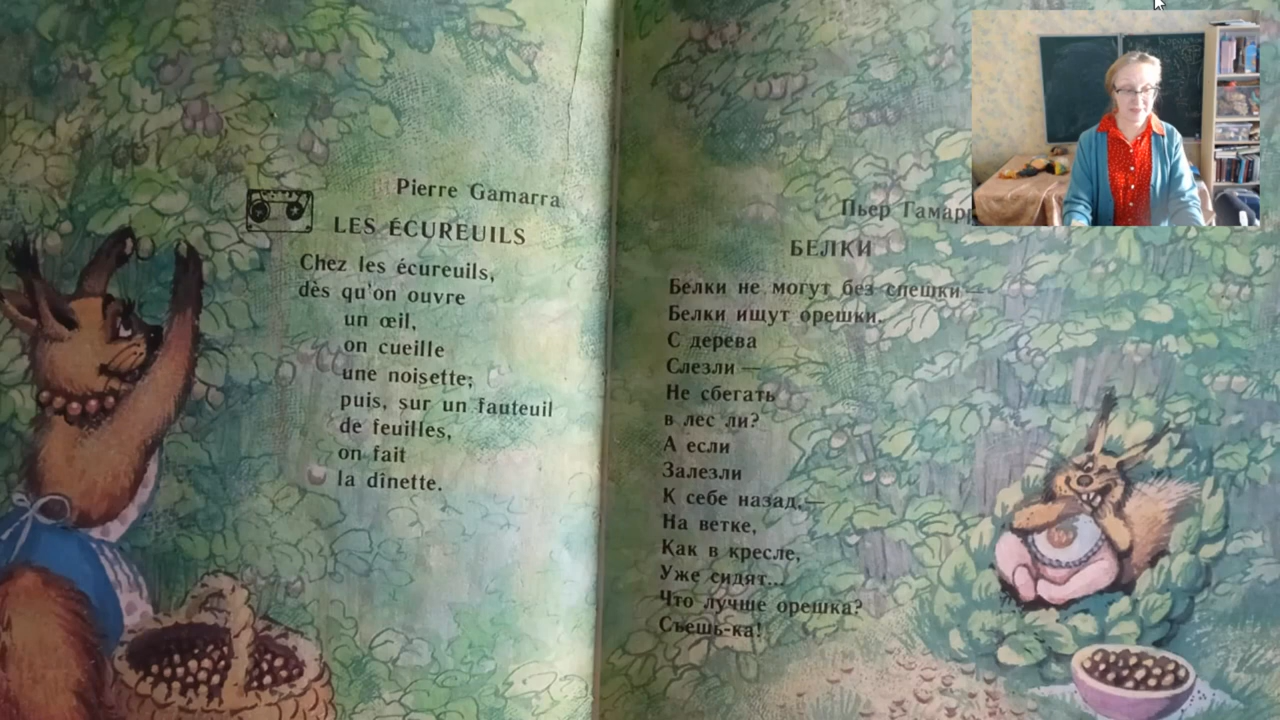 Pierre Gamarra
LES ÉCUREUILS
Chez les écureuils,
dès qu'on ouvre
un œil,
on cueille
une noisette;
puis, sur un fauteuil
de feuilles,
on fait
la dînette.
Пьер Гамарр
БЕЛКИ
Белки не могут без спешки —
Белки ищут орешки.
С дерева
Слезли —
Не сбегать
в лес ли?
А если
Залезли
К себе назад,—
На ветке,
Как в кресле,
Уже сидят...
Что лучше орешка?
Съешь-ка!